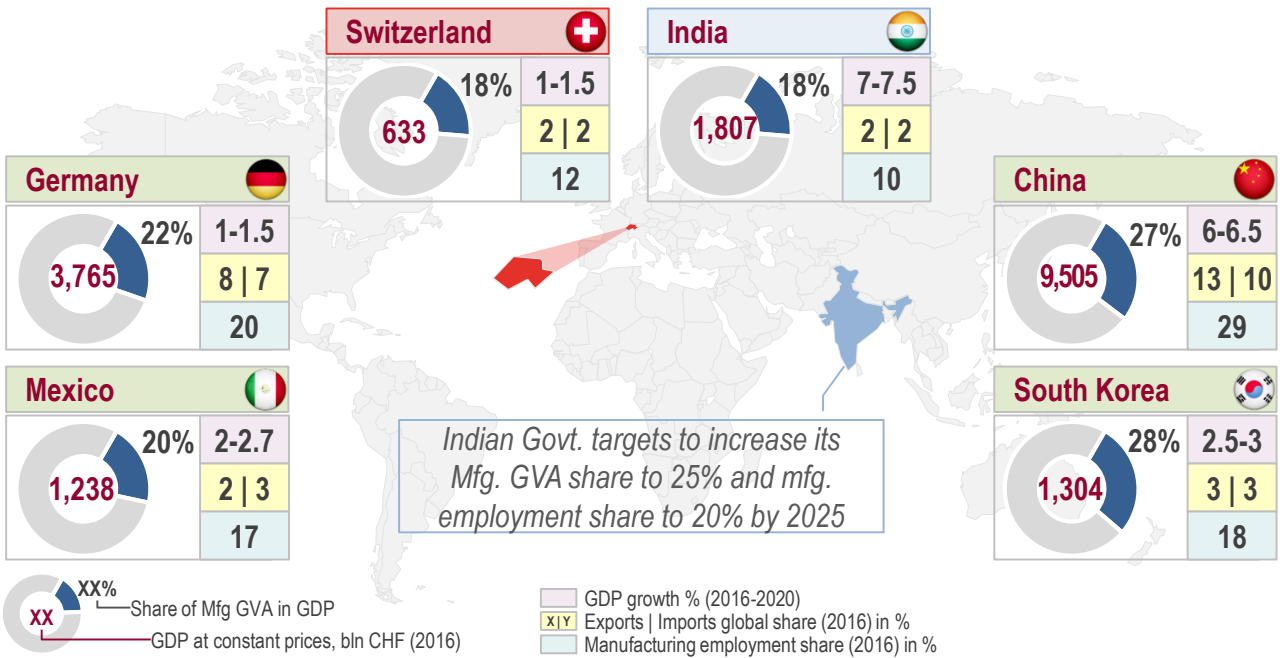 Switzerland
18%
633
1-1.5
2 | 2
12
India
18%
1,807
7-7.5
2 | 2
10
Germany
22%
3,765
1-1.5
8 | 7
20
China
27%
9,505
6-6.5
13 | 10
29
Mexico
20%
1,238
2-2.7
2 | 3
17
Indian Govt. targets to increase its
Mfg. GVA share to 25% and mfg.
employment share to 20% by 2025
South Korea
28%
1,304
2.5-3
3 | 3
18
XX%
XX
Share of Mfg GVA in GDP
GDP at constant prices, bln CHF (2016)
GDP growth % (2016-2020)
X|Y Exports | Imports global share (2016) in %
Manufacturing employment share (2016) in %